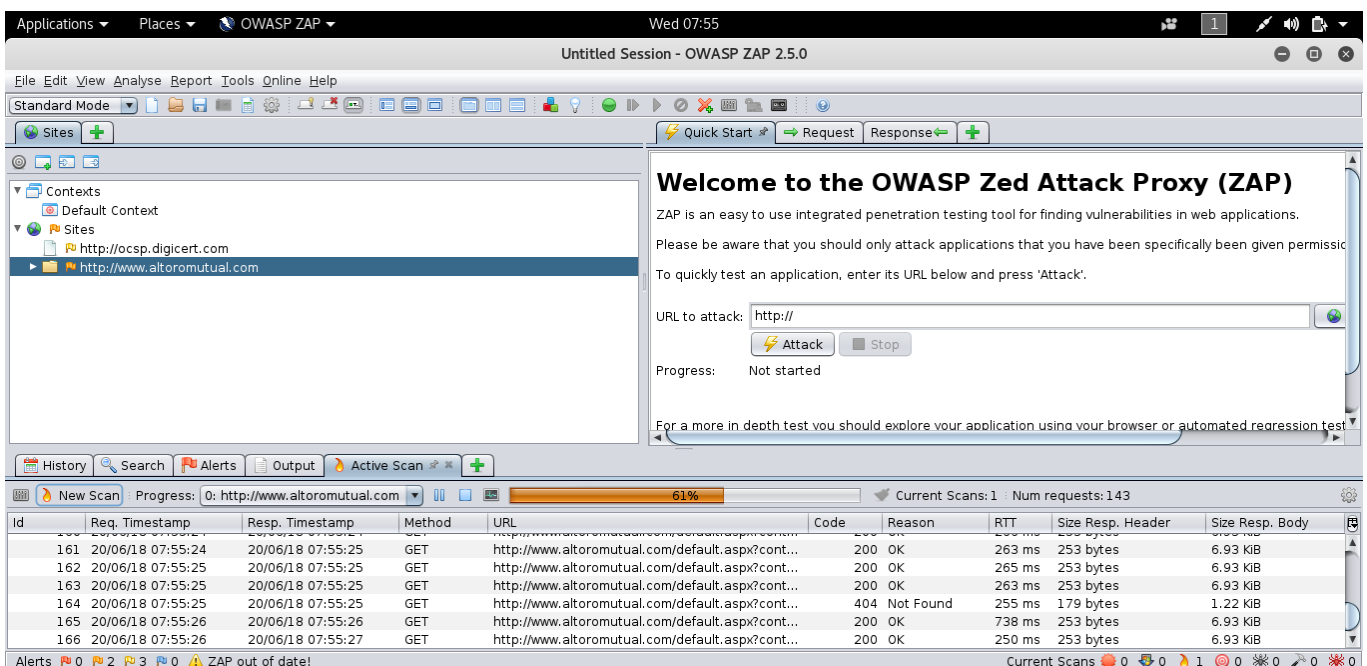 Applications Places OWASP ZAP Wed 07:55 1
Untitled Session - OWASP ZAP 2.5.0
File Edit View Analyse Report Tools Online Help
Standard Mode
Sites Quick Start Request Response
Contexts
Default Context
Sites
http://ocsp.digicert.com
http://www.altoromutual.com
Welcome to the OWASP Zed Attack Proxy (ZAP)
ZAP is an easy to use integrated penetration testing tool for finding vulnerabilities in web applications.
Please be aware that you should only attack applications that you have been specifically been given permissic
To quickly test an application, enter its URL below and press 'Attack'.
URL to attack: http://
Attack Stop
Progress: Not started
For a more in depth test you should explore your application using your browser or automated regression test
History Search Alerts Output Active Scan
New Scan Progress: 0: http://www.altoromutual.com 61% Current Scans: 1 Num requests: 143
Id Req. Timestamp Resp. Timestamp Method URL Code Reason RTT Size Resp. Header Size Resp. Body
161 20/06/18 07:55:24 20/06/18 07:55:25 GET http://www.altoromutual.com/default.aspx?cont... 200 OK 263 ms 253 bytes 6.93 KiB
162 20/06/18 07:55:25 20/06/18 07:55:25 GET http://www.altoromutual.com/default.aspx?cont... 200 OK 265 ms 253 bytes 6.93 KiB
163 20/06/18 07:55:25 20/06/18 07:55:25 GET http://www.altoromutual.com/default.aspx?cont... 200 OK 263 ms 253 bytes 6.93 KiB
164 20/06/18 07:55:25 20/06/18 07:55:25 GET http://www.altoromutual.com/default.aspx?cont... 404 Not Found 255 ms 179 bytes 1.22 KiB
165 20/06/18 07:55:26 20/06/18 07:55:26 GET http://www.altoromutual.com/default.aspx?cont... 200 OK 738 ms 253 bytes 6.93 KiB
166 20/06/18 07:55:26 20/06/18 07:55:27 GET http://www.altoromutual.com/default.aspx?cont... 200 OK 250 ms 253 bytes 6.93 KiB
Alerts 0 2 3 0 ZAP out of date! Current Scans 0 0 1 0 0 0 0